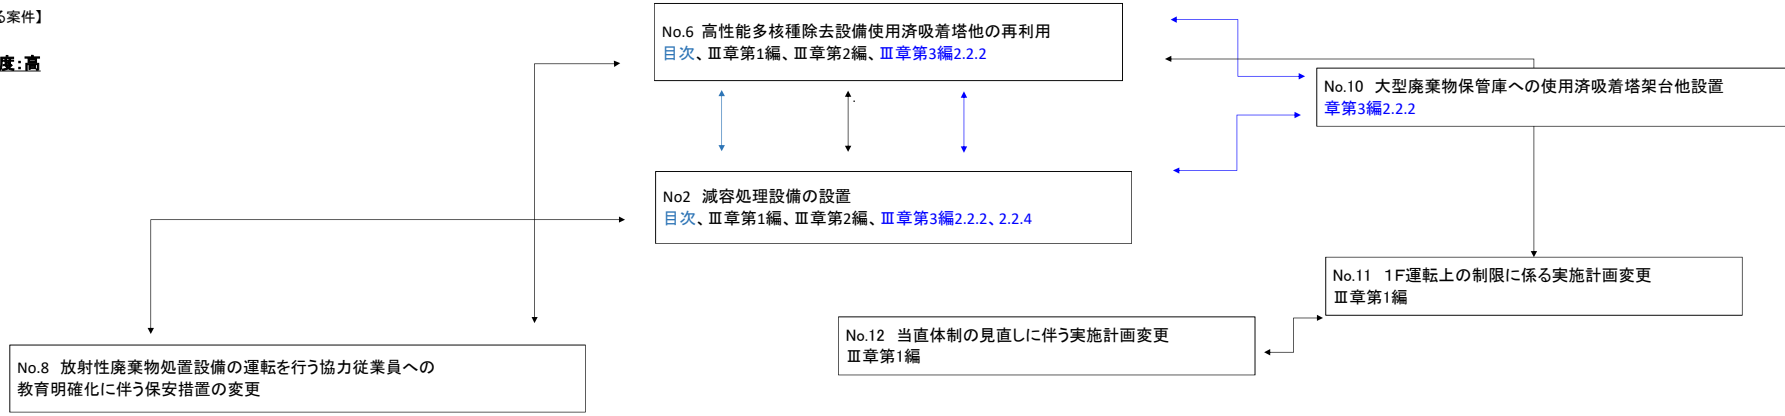 る案件】
度:高
No.6 高性能多核種除去設備使用済吸着塔他の再利用
目次、Ⅲ章第1編、Ⅲ章第2編、Ⅲ章第3編2.2.2
No.10 大型廃棄物保管庫への使用済吸着塔架台他設置
章第3編2.2.2
No2 減容処理設備の設置
目次、Ⅲ章第1編、Ⅲ章第2編、Ⅲ章第3編2.2.2、2.2.4
No.11 1F運転上の制限に係る実施計画変更
Ⅲ章第1編
No.12 当直体制の見直しに伴う実施計画変更
Ⅲ章第1編
No.8 放射性廃棄物処置設備の運転を行う協力従業員への
教育明確化に伴う保安措置の変更